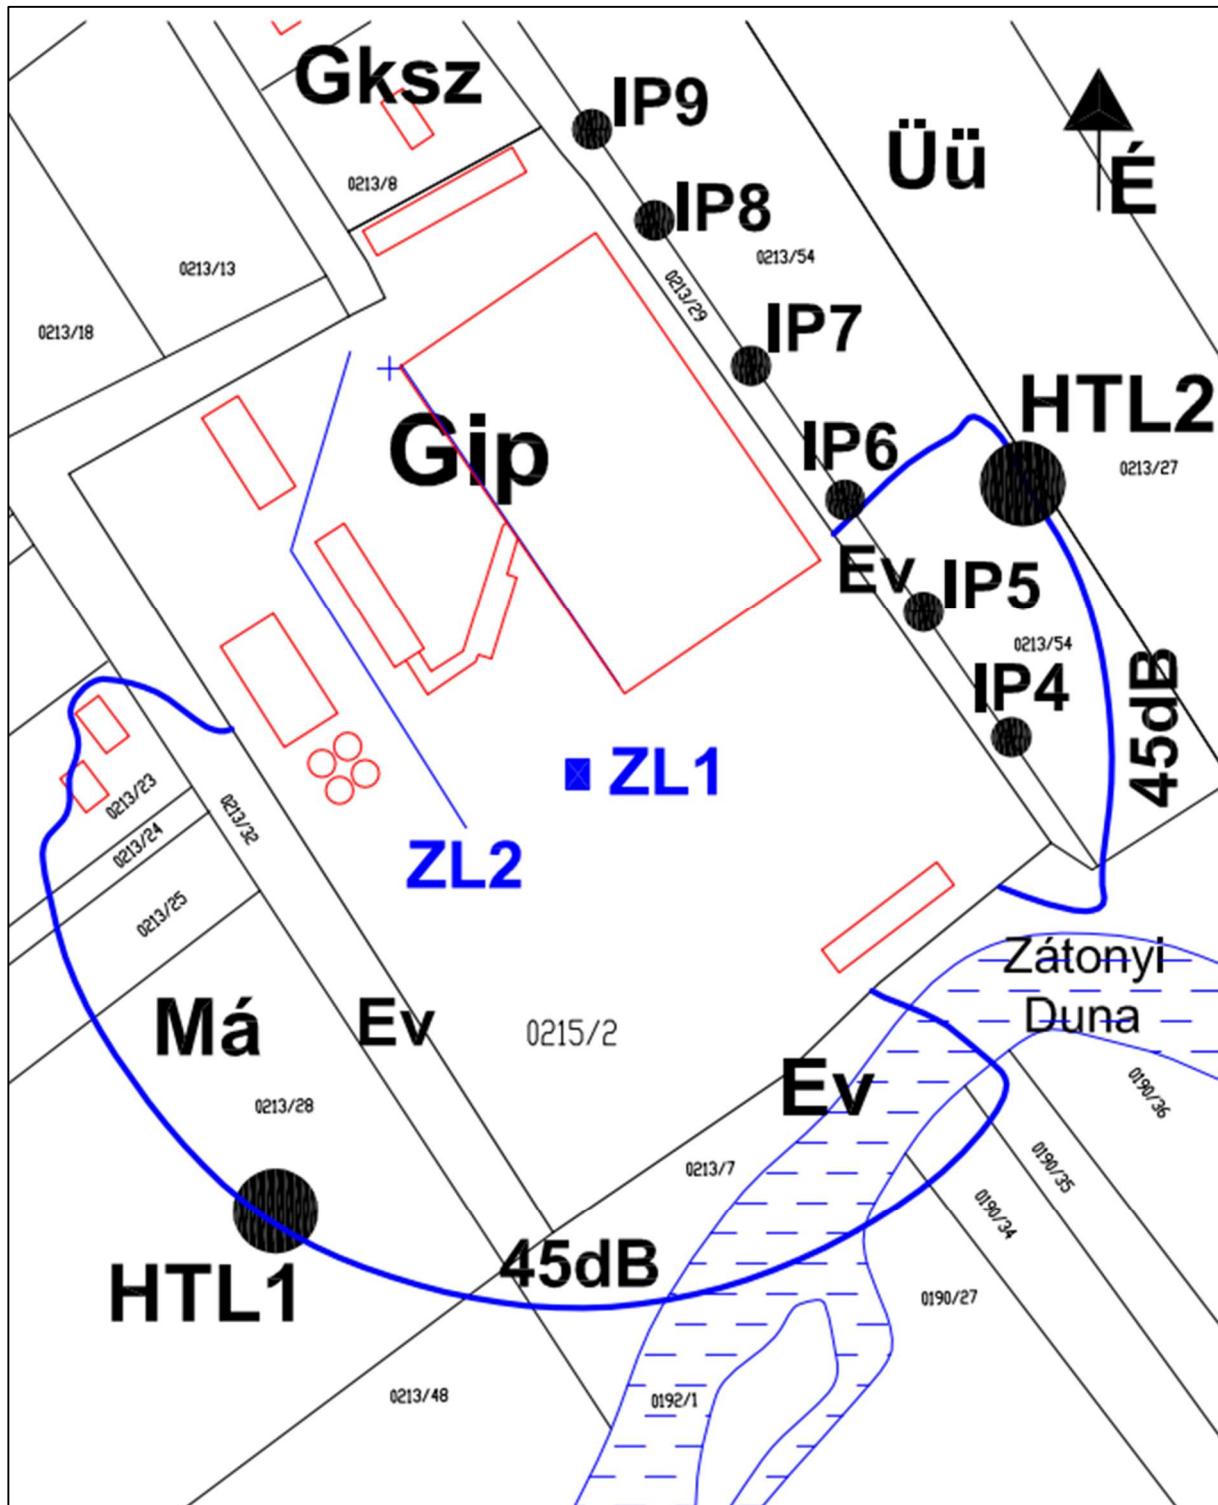 Gksz
IP9
Üü
É
0213/8
IP8
0213/13
0213/54
0213/29
0213/18
IP7
HTL2
Gip
IP6
0213/27
Ev
IP5
0213/54
IP4
45dB
ZL1
0213/23
0213/32
0213/24
ZL2
0213/25
Zátonyi
Duna
Má
Ev
0215/2
Ev
0190/36
0213/28
0213/7
0190/35
0190/34
45dB
HTL1
0190/27
0213/48
0192/1